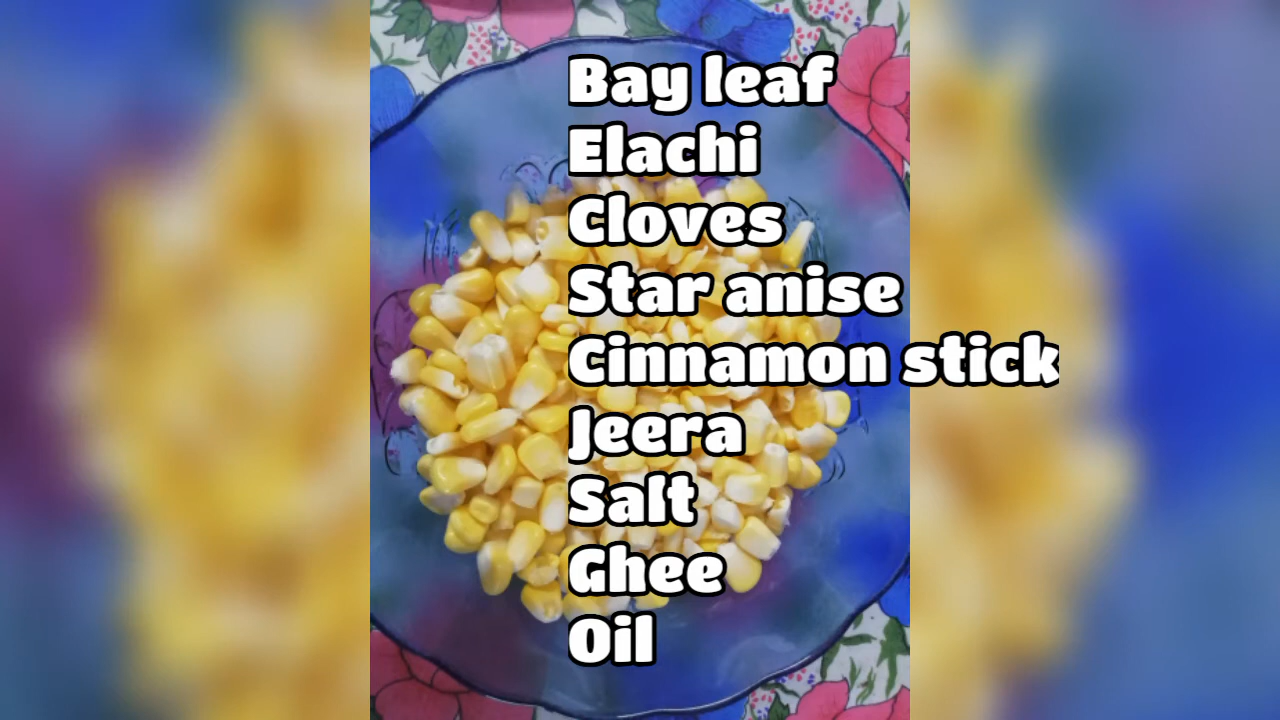 Bay leaf
Elachi
Cloves
Star anise
Cinnamon stick
Jeera
Salt
Ghee
Oil